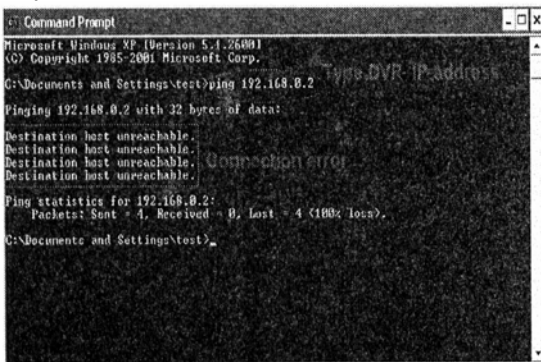 Command Prompt
Microsoft Windows XP [Version 5.1.2600]
(C) Copyright 1985-2001 Microsoft Corp.
C:\Documents and Settings\test>ping 192.168.0.2
Type DVR IP address
Pinging 192.168.0.2 with 32 bytes of data:
Destination host unreachable.
Destination host unreachable.
Destination host unreachable.
Destination host unreachable.
Connection error
Ping statistics for 192.168.0.2:
Packets: Sent = 4, Received = 0, Lost = 4 (100% loss),
C:\Documents and Settings\test>_